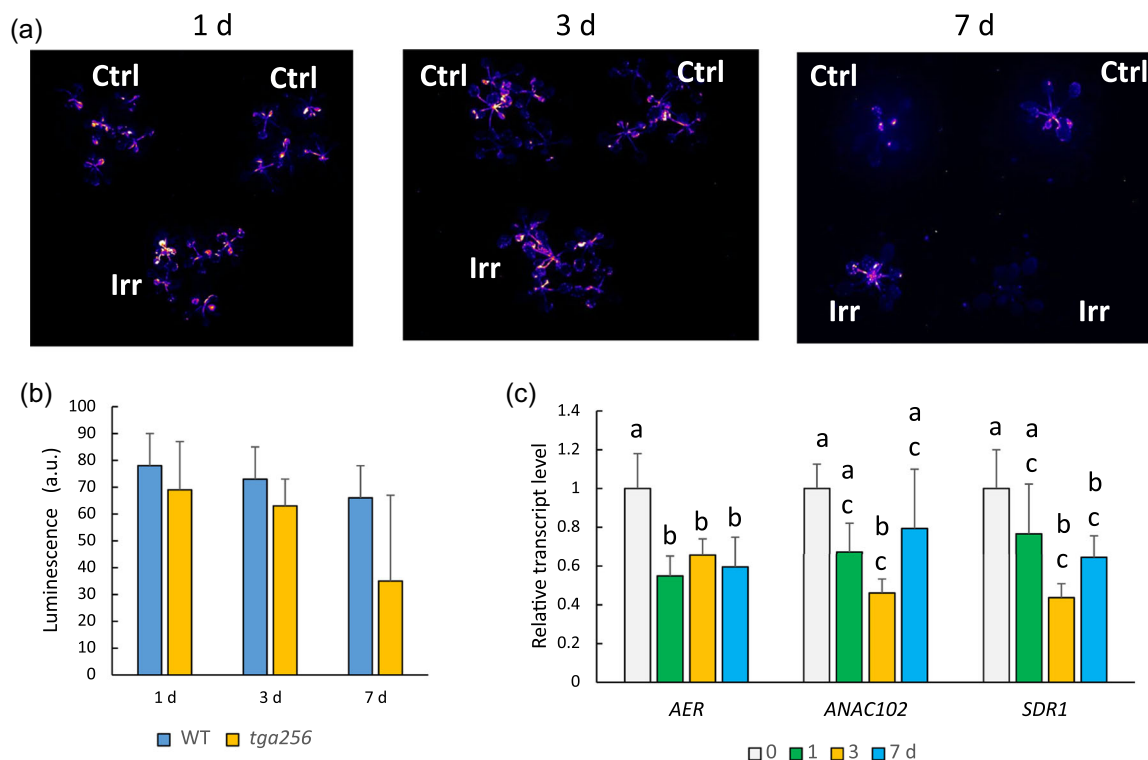 (a)
1 d
3 d
7 d
Ctrl
Ctrl
Irr
Ctrl
Ctrl
Irr
Ctrl
Ctrl
Irr
Irr
(b)
Luminescence (a.u.)
100
90
80
70
60
50
40
30
20
10
0
1 d
3 d
7 d
WT
tga256
(c)
Relative transcript level
1.4
1.2
1
0.8
0.6
0.4
0.2
0
a
b
b
b
a
a
c
b
c
a
c
a
a
c
b
c
b
c
AER
ANAC102
SDR1
0
1
3
7 d